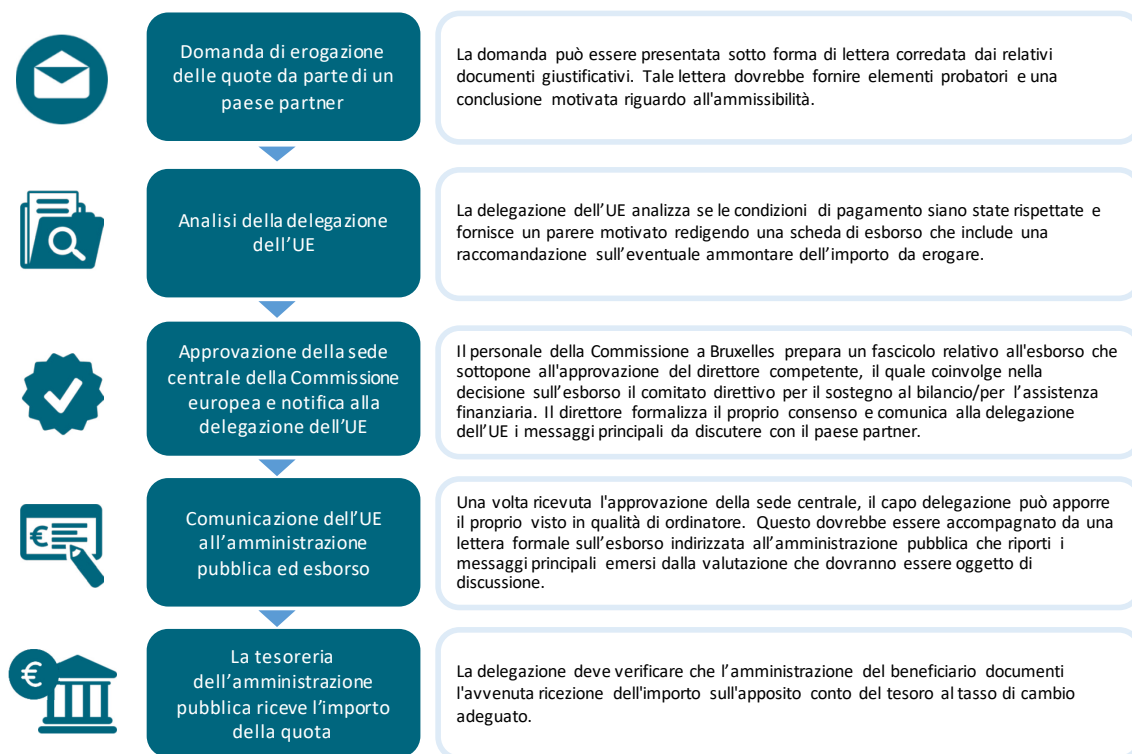 Domanda di erogazione
delle quote da parte di un
paese partner
La domanda può essere presentata sotto forma di lettera corredata dai relativi
documenti giustificativi. Tale lettera dovrebbe fornire elementi probatori e una
conclusione motivata riguardo all'ammissibilità.
Analisi della delegazione
dell’UE
La delegazione dell’UE analizza se le condizioni di pagamento siano state rispettate e
fornisce un parere motivato redigendo una scheda di esborso che include una
raccomandazione sull’eventuale ammontare dell’importo da erogare.
Approvazione della sede
centrale della Commissione
europea e notifica alla
delegazione dell’UE
Il personale della Commissione a Bruxelles prepara un fascicolo relativo all'esborso che
sottopone all'approvazione del direttore competente, il quale coinvolge nella
decisione sull’esborso il comitato direttivo per il sostegno al bilancio/per l’assistenza
finanziaria. Il direttore formalizza il proprio consenso e comunica alla delegazione
dell’UE i messaggi principali da discutere con il paese partner.
€
Comunicazione dell’UE
all’amministrazione
pubblica ed esborso
Una volta ricevuta l'approvazione della sede centrale, il capo delegazione può apporre
il proprio visto in qualità di ordinatore. Questo dovrebbe essere accompagnato da una
lettera formale sull’esborso indirizzata all’amministrazione pubblica che riporti i
messaggi principali emersi dalla valutazione che dovranno essere oggetto di
discussione.
€
La tesoreria
dell’amministrazione
pubblica riceve l’importo
della quota
La delegazione deve verificare che l’amministrazione del beneficiario documenti
l'avvenuta ricezione dell'importo sull'apposito conto del tesoro al tasso di cambio
adeguato.